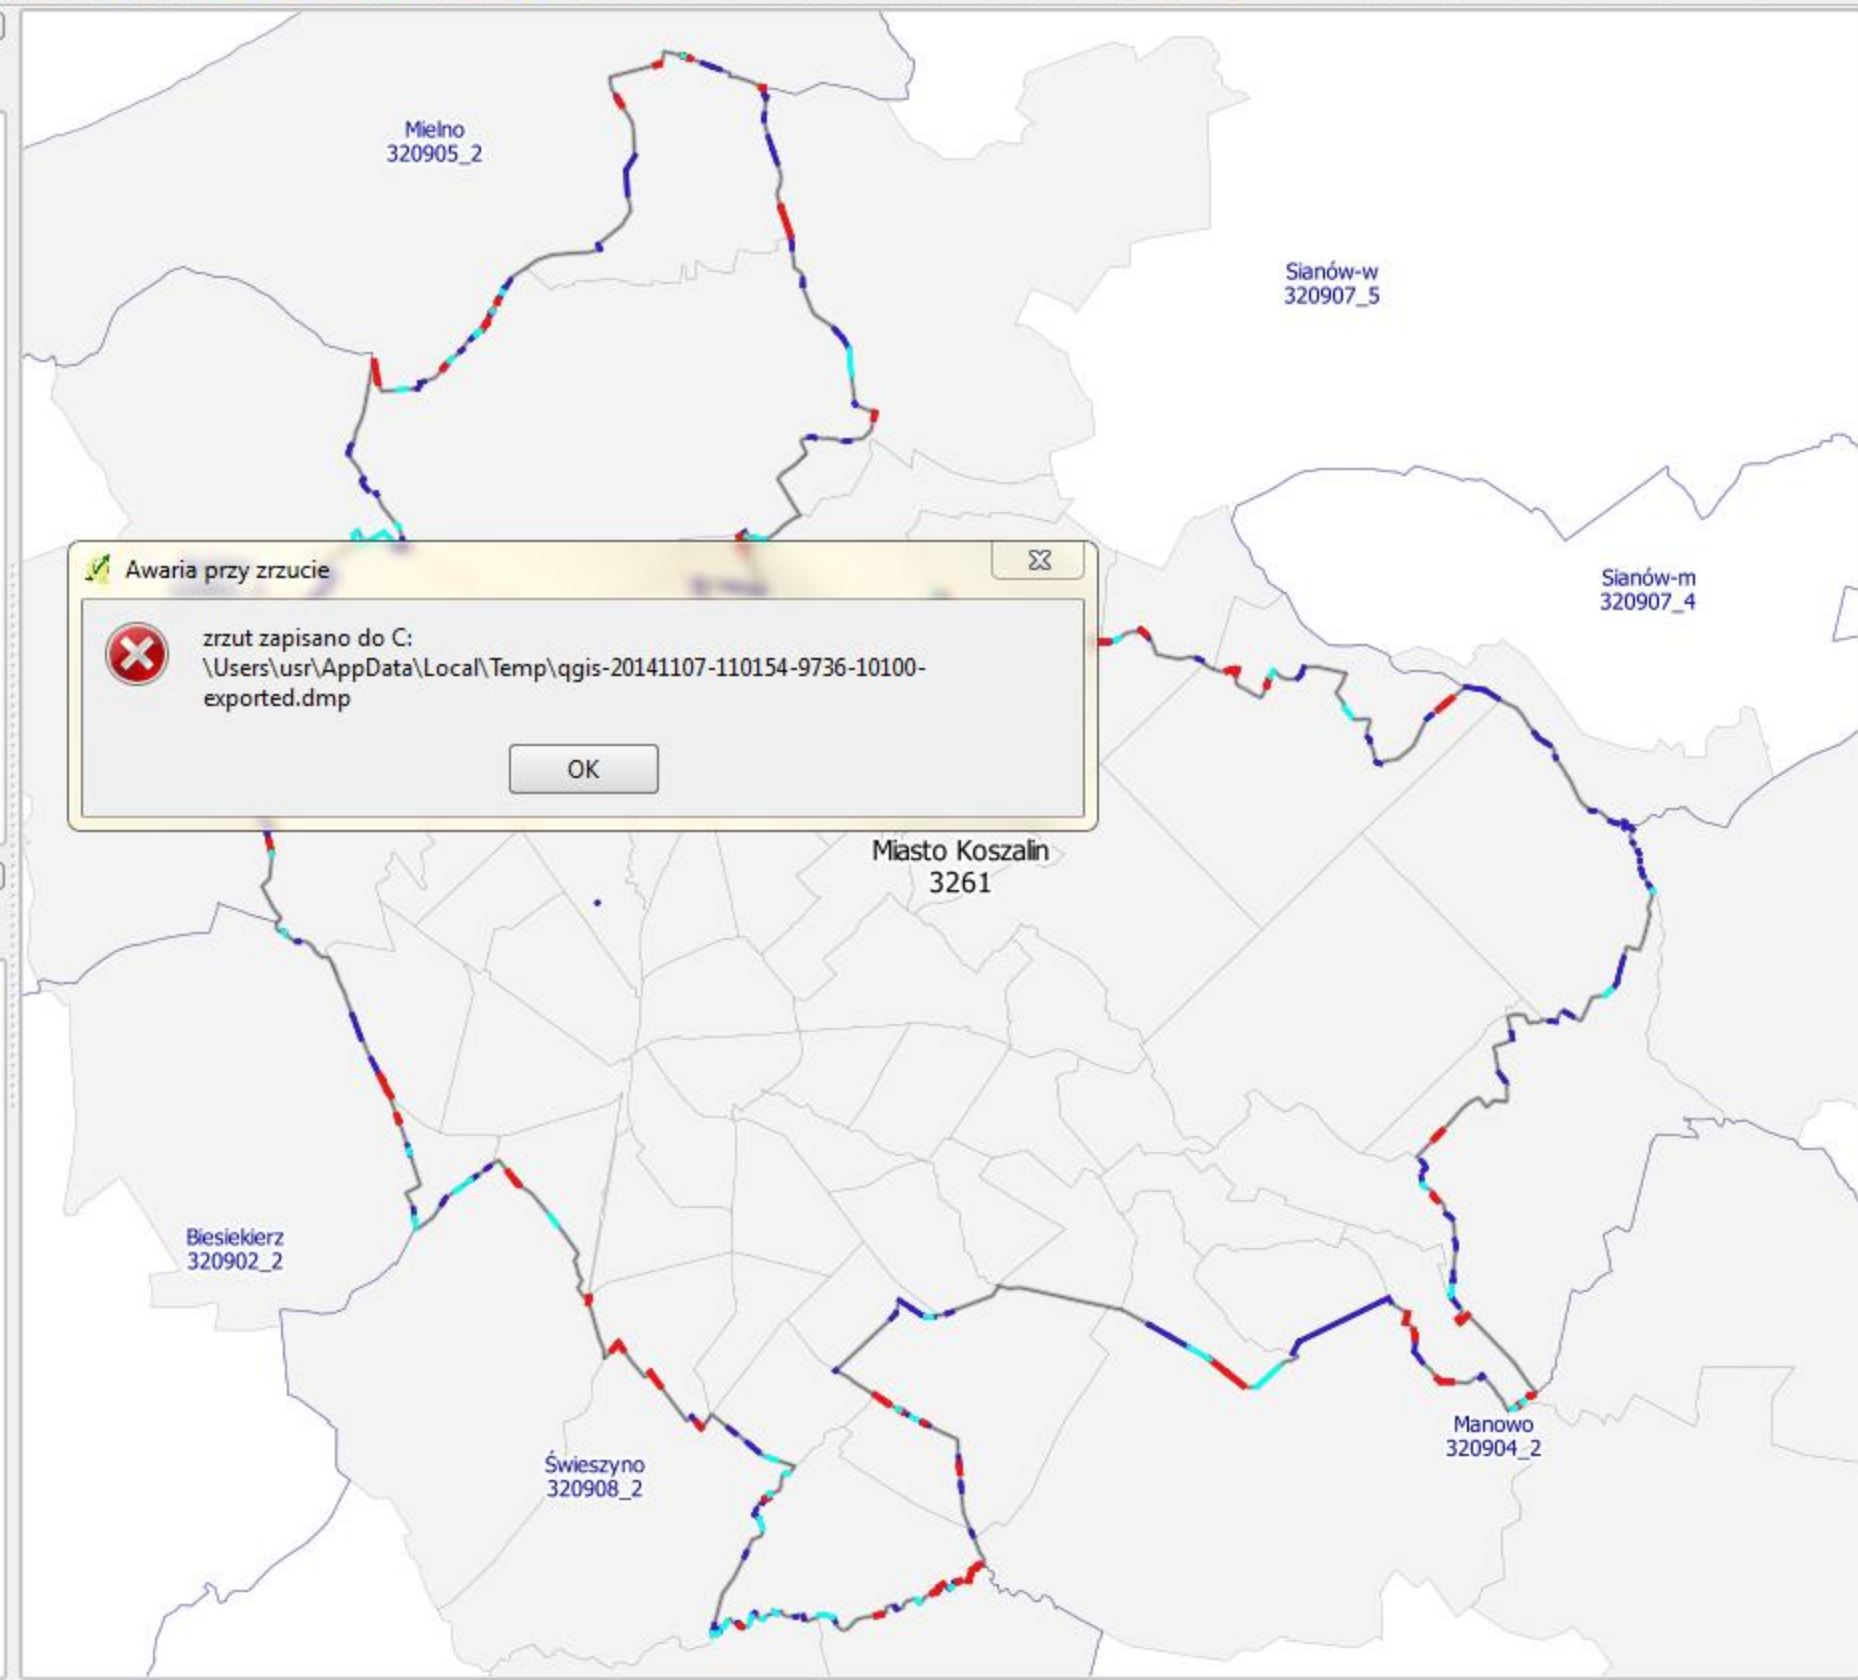 Mielno
320905_2
Sianów-w
320907_5
Sianów-m
320907_4
Awaria przy zrzucie
zrzut zapisano do C:
\Users\usr\AppData\Local\Temp\qgis-20141107-110154-9736-10100-
exported.dmp
OK
Miasto Koszalin
3261
Biesiekierz
320902_2
Manowo
320904_2
Świeszyno
320908_2